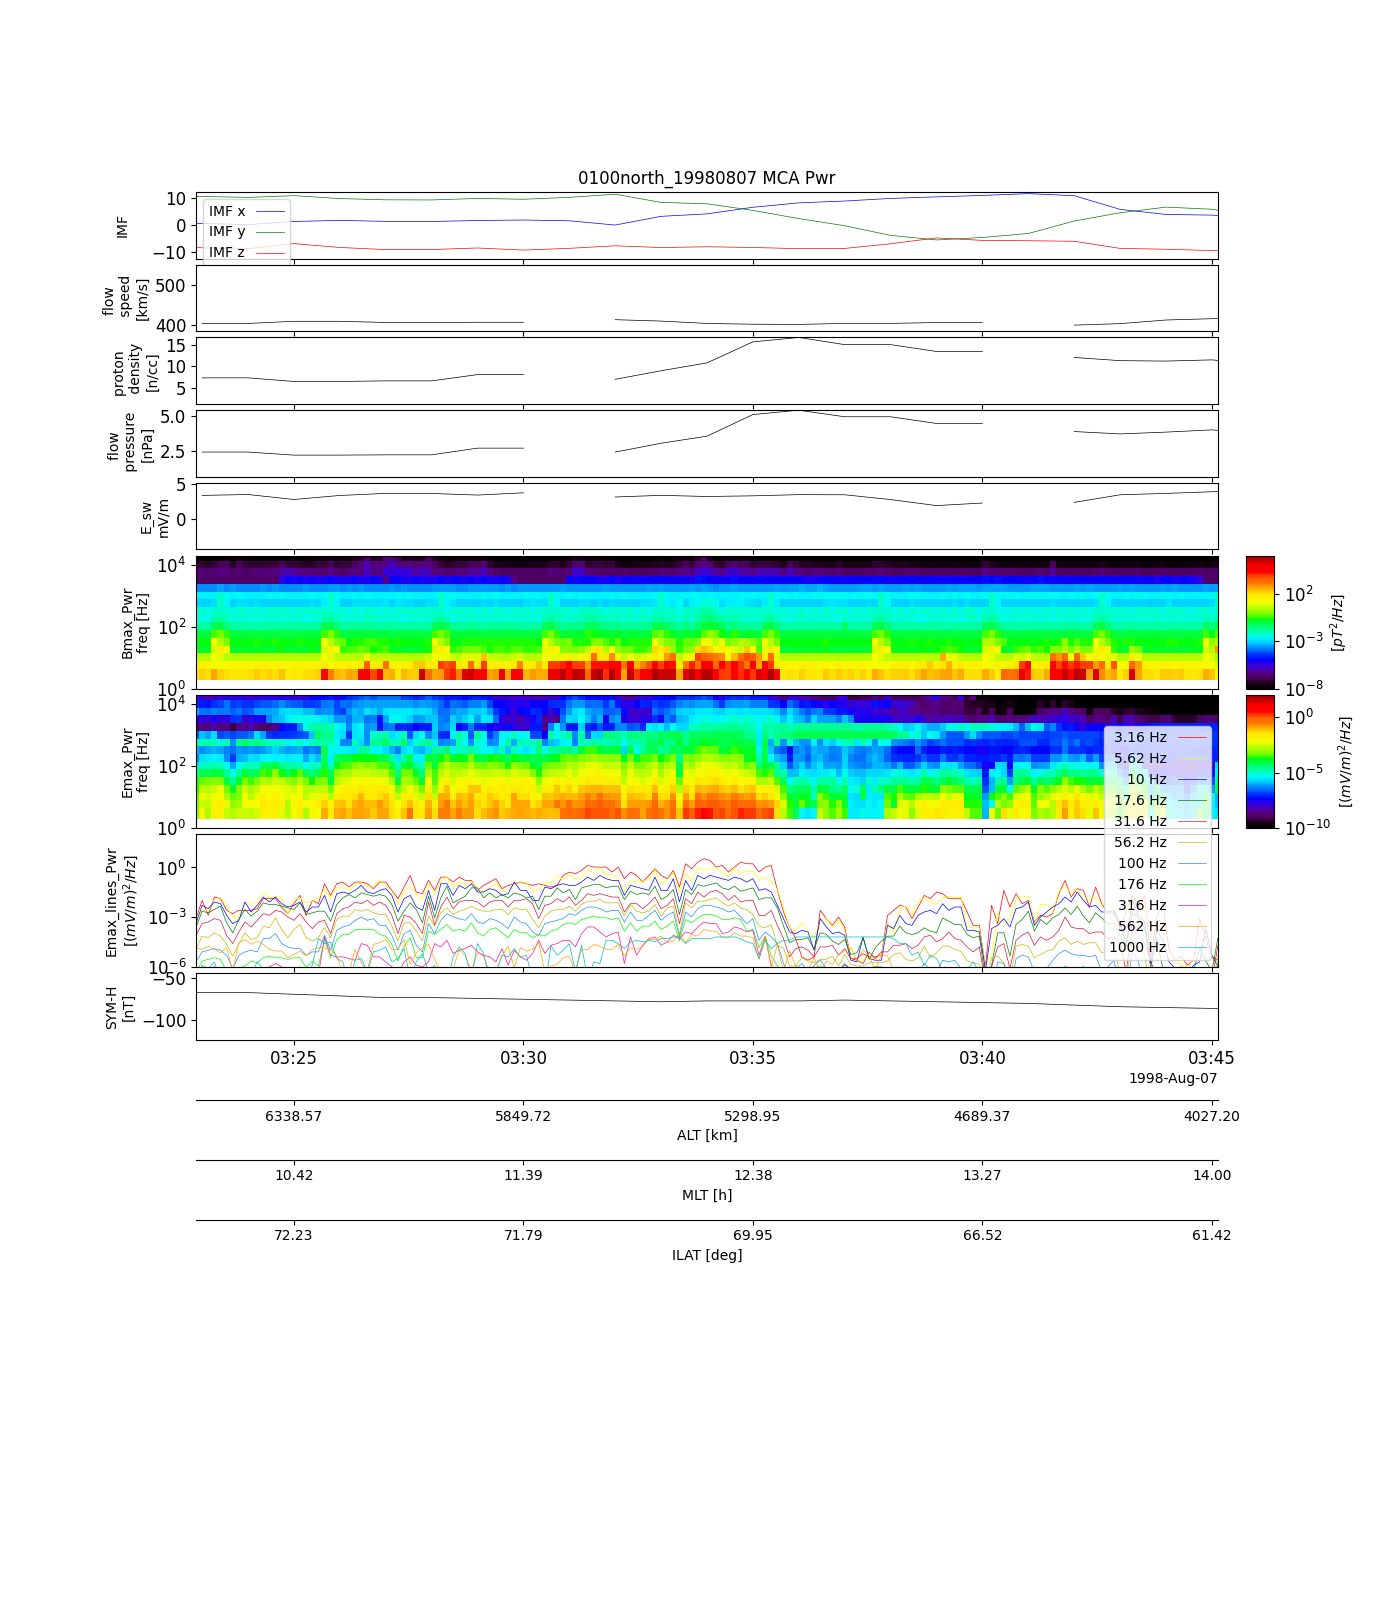 0100north_19980807 MCA Pwr
10
0
−10
IMF
IMF x
IMF y
IMF z
500
400
flow
speed
[km/s]
15
10
5
proton
density
[n/cc]
5.0
2.5
flow
pressure
[nPa]
5
0
E_sw
mV/m
10^4
10^2
10^0
Bmax_Pwr
freq [Hz]
10^2
10^−3
10^−8
[pT^2/Hz]
10^4
10^2
10^0
Emax_Pwr
freq [Hz]
10^0
10^−5
10^−10
[(mV/m)^2/Hz]
3.16 Hz
5.62 Hz
10 Hz
17.6 Hz
31.6 Hz
56.2 Hz
100 Hz
176 Hz
316 Hz
562 Hz
1000 Hz
10^0
10^−3
10^−6
Emax_lines_Pwr
[(mV/m)^2/Hz]
−50
−100
SYM-H
[nT]
03:25 03:30 03:35 03:40 03:45
1998-Aug-07
6338.57 5849.72 5298.95 4689.37 4027.20
ALT [km]
10.42 11.39 12.38 13.27 14.00
MLT [h]
72.23 71.79 69.95 66.52 61.42
ILAT [deg]